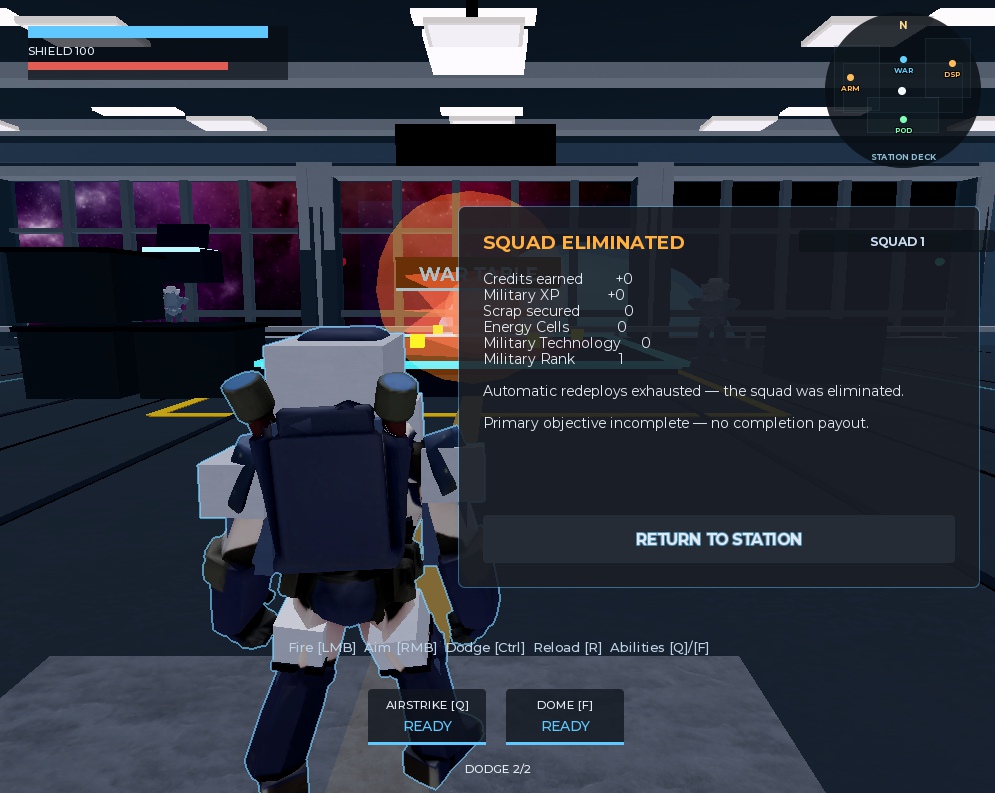 SHIELD 100
N
WAR
DSP
ARM
POD
STATION DECK
SQUAD ELIMINATED
SQUAD 1
WAR TABLE
Credits earned +0
Military XP +0
Scrap secured 0
Energy Cells 0
Military Technology 0
Military Rank 1
Automatic redeploys exhausted — the squad was eliminated.
Primary objective incomplete — no completion payout.
RETURN TO STATION
Fire [LMB] Aim [RMB] Dodge [Ctrl] Reload [R] Abilities [Q]/[F]
AIRSTRIKE [Q]
READY
DOME [F]
READY
DODGE 2/2